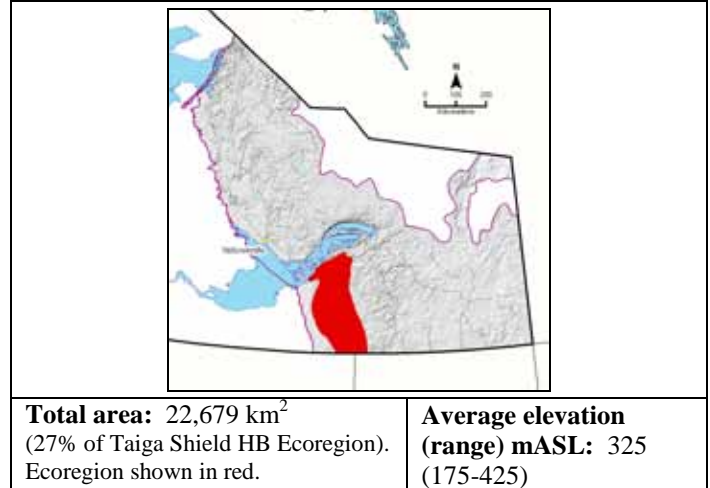 N
Total area: 22,679 km²
(27% of Taiga Shield HB Ecoregion).
Ecoregion shown in red.
Average elevation
(range) mASL: 325
(175-425)